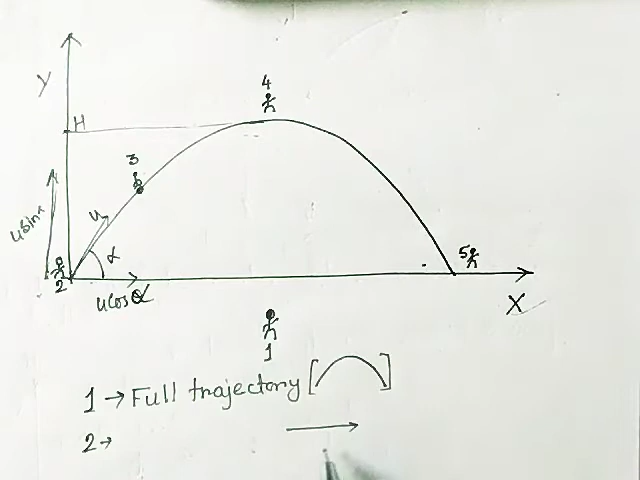 Y
4
H
3
u sin α
u
α
2
u cos α
5
X
1
1 → Full trajectory [⌒]
2 →